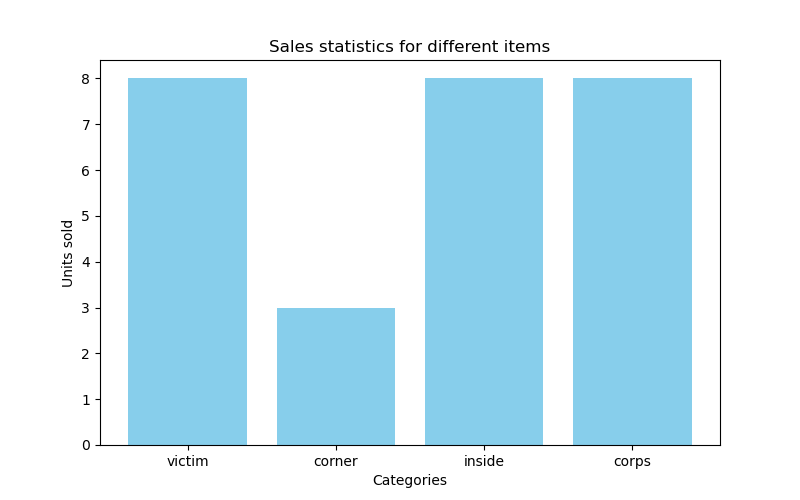 Sales statistics for different items
Units sold
8
7
6
5
4
3
2
1
0
victim corner inside corps
Categories